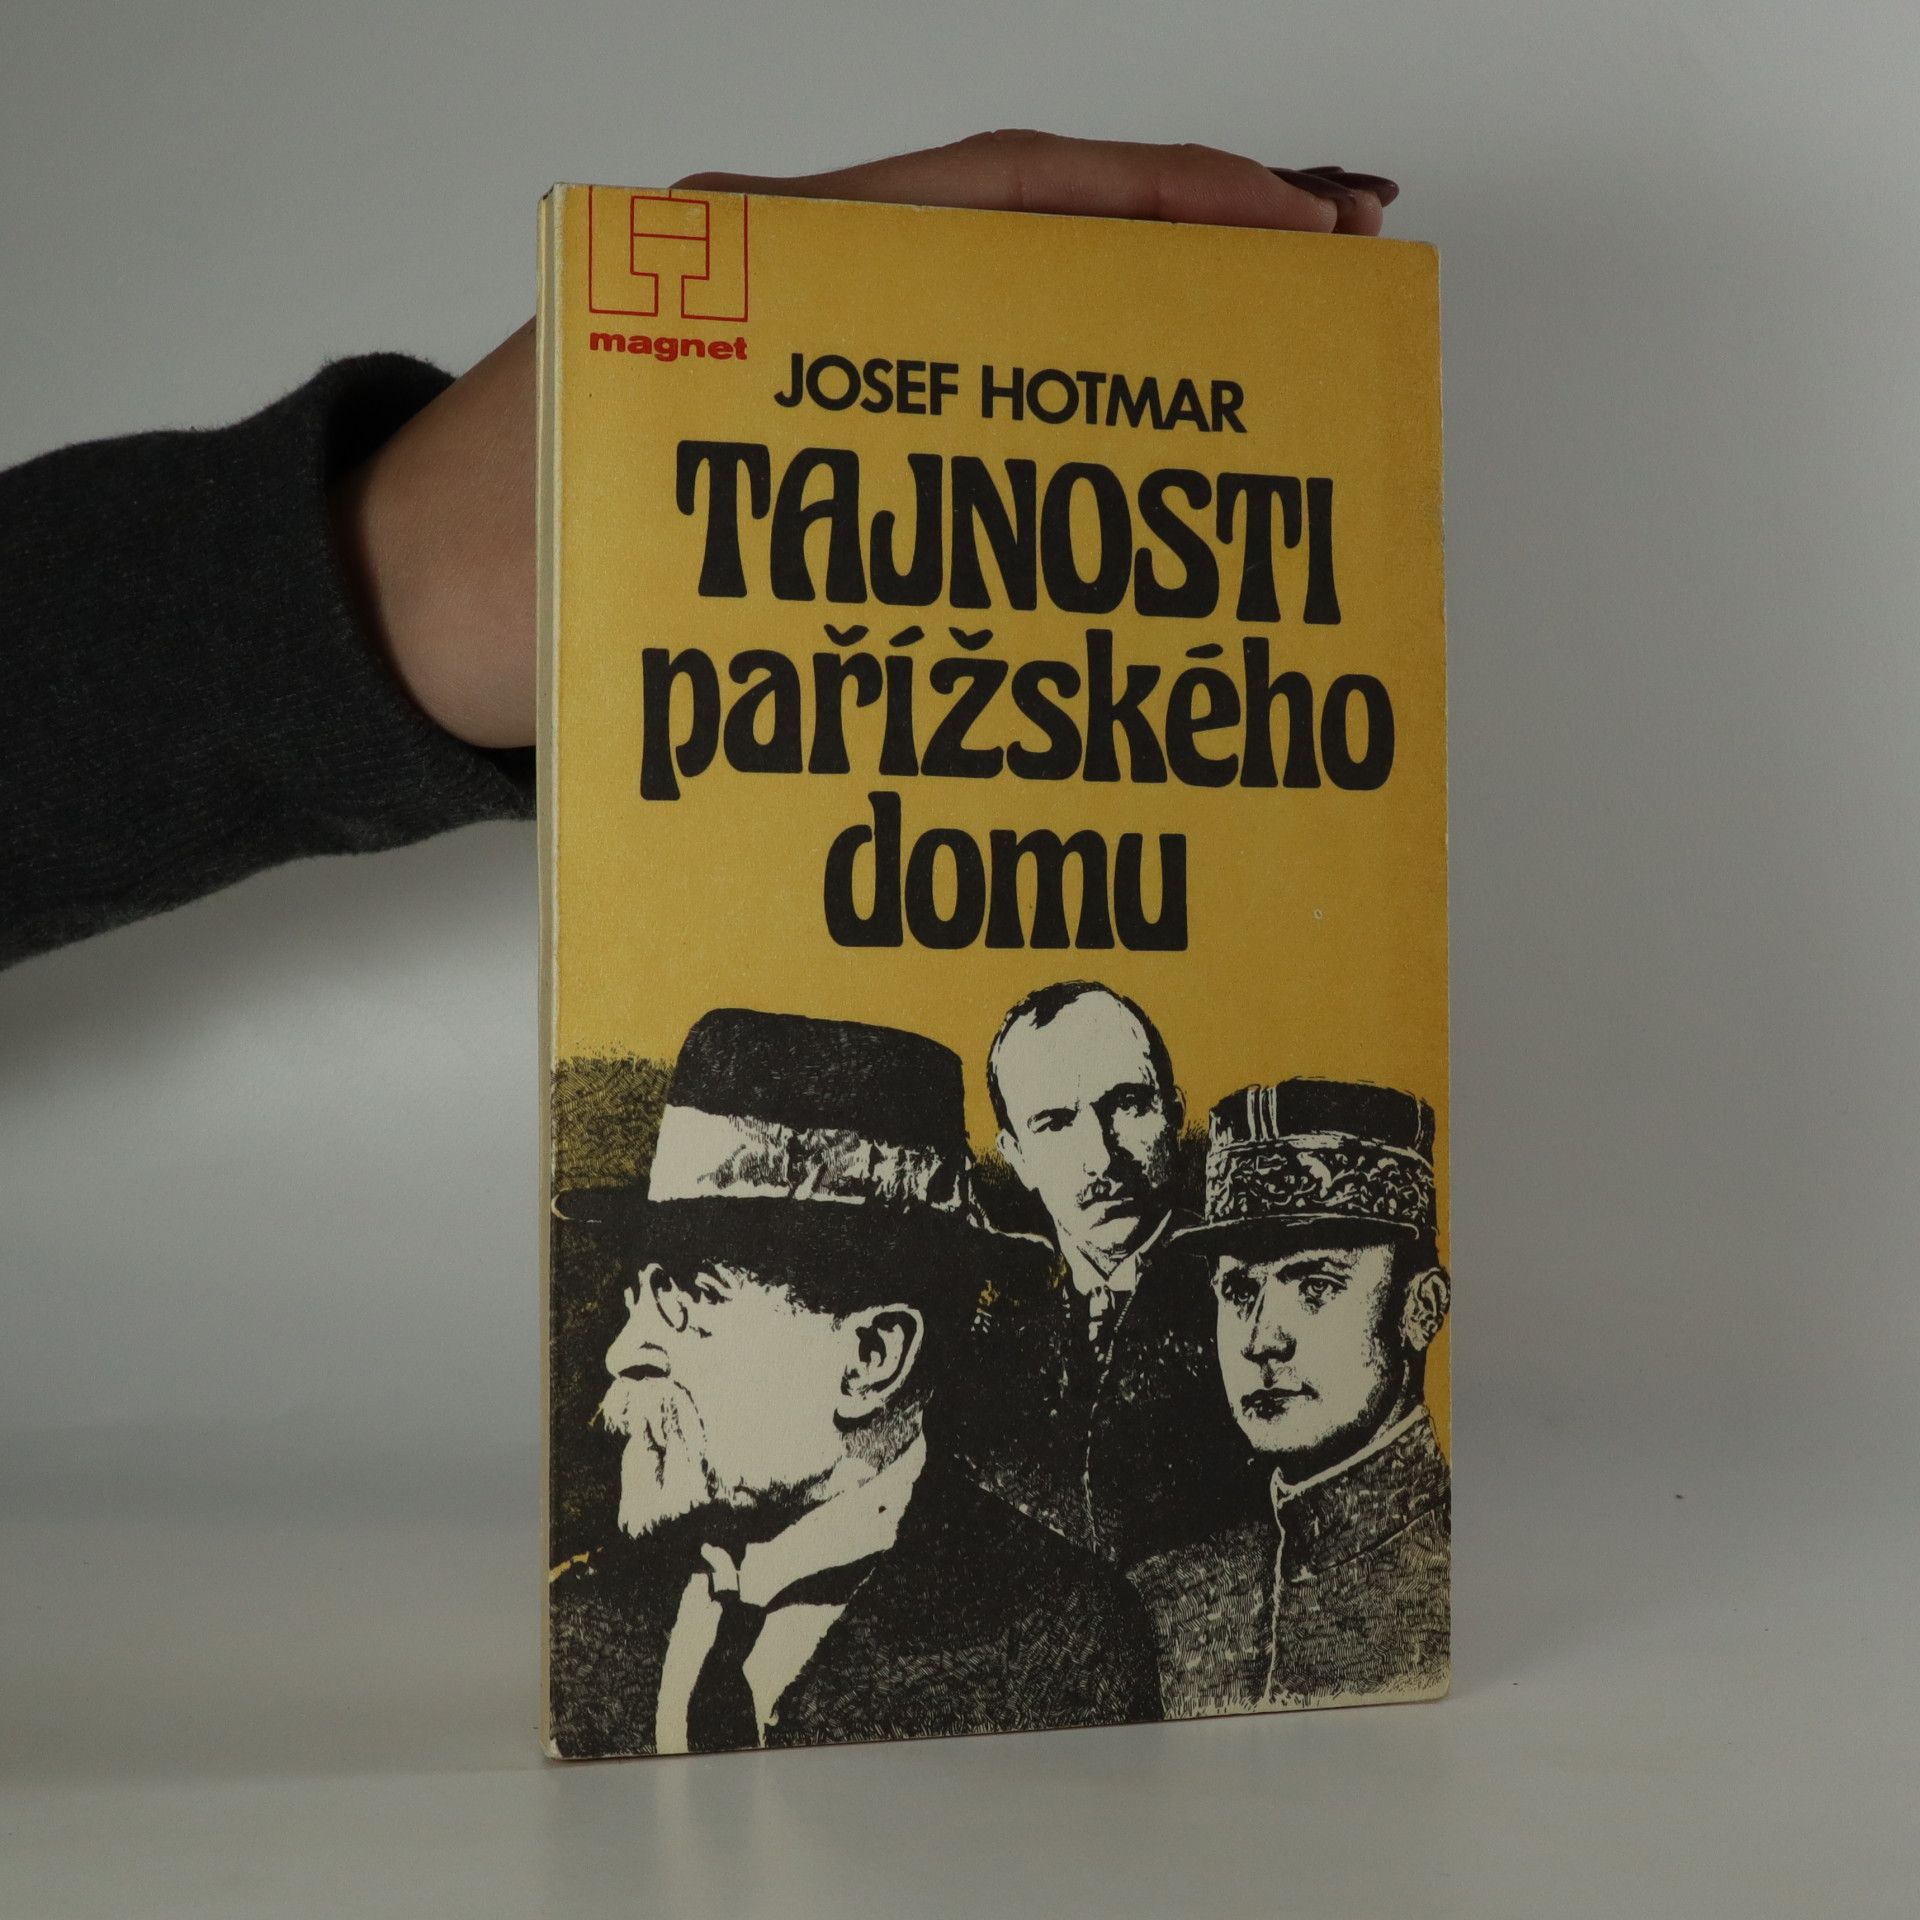 magnet
JOSEF HOTMAR
TAJNOSTI
pařížského
domu